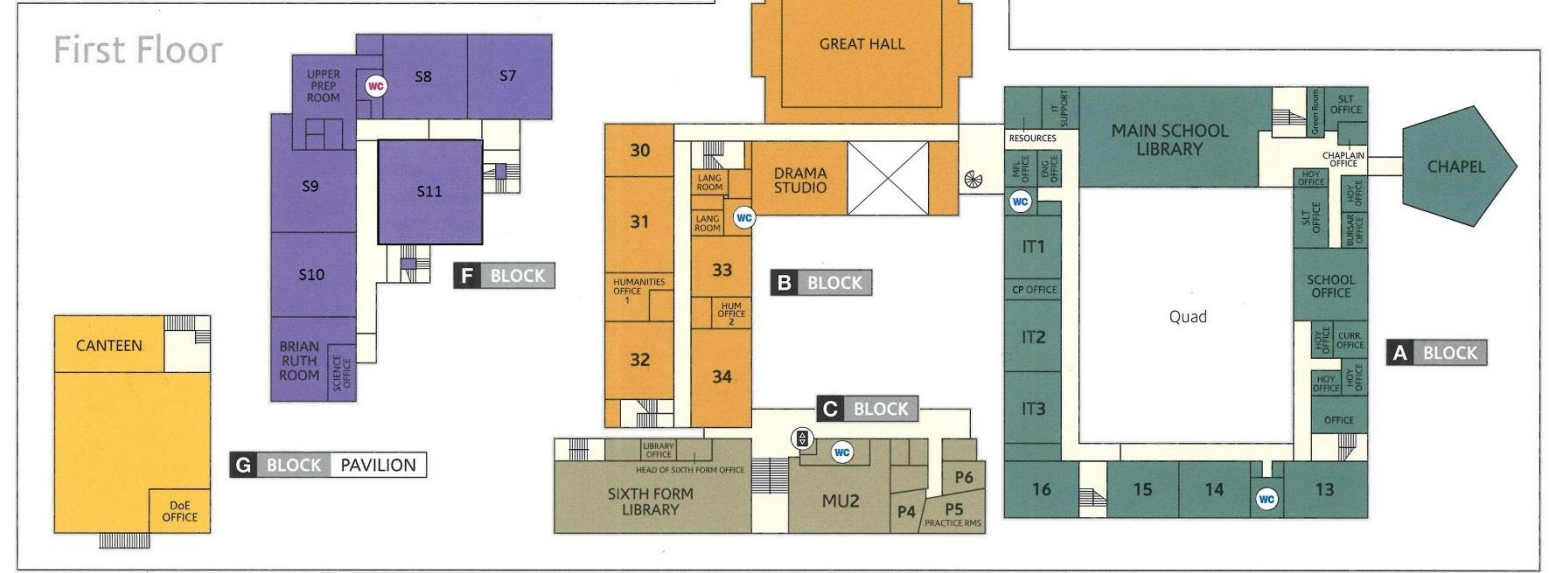 First Floor
GREAT HALL
UPPER
PREP
ROOM
WC
S8
S7
S9
S11
S10
BRIAN
RUTH
ROOM
SCIENCE
OFFICE
F BLOCK
CANTEEN
DoE
OFFICE
G BLOCK PAVILION
30
31
HUMANITIES
OFFICE
1
32
LANG
ROOM
LANG
ROOM
WC
33
HUM
OFFICE
2
34
DRAMA
STUDIO
B BLOCK
C BLOCK
LIBRARY
OFFICE
HEAD OF SIXTH FORM OFFICE
SIXTH FORM
LIBRARY
WC
MU2
P4
P6
P5
PRACTICE RMS
IT
SUPPORT
RESOURCES
MFL
OFFICE
ENG
OFFICE
WC
MAIN SCHOOL
LIBRARY
Green Room
SLT
OFFICE
CHAPLAIN
OFFICE
CHAPEL
HOY
OFFICE
SLT
OFFICE
HOY
OFFICE
BURSAR
OFFICE
IT1
CP OFFICE
IT2
IT3
Quad
SCHOOL
OFFICE
HOY
OFFICE
CURR.
OFFICE
HOY
OFFICE
HOY
OFFICE
OFFICE
A BLOCK
16
15
14
WC
13